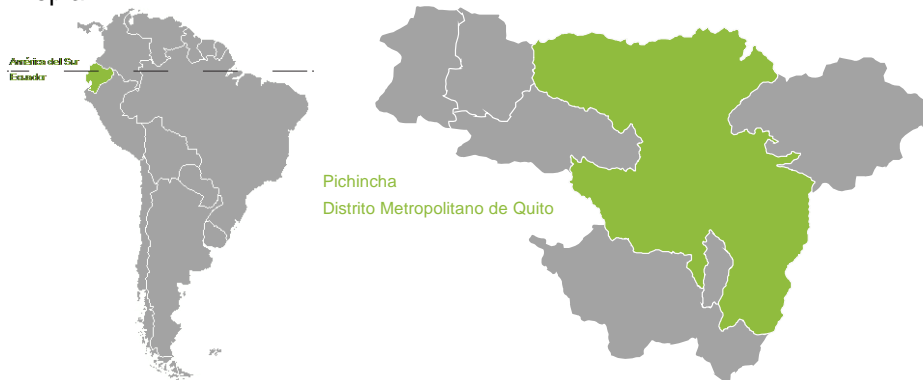 América del Sur
Ecuador
Pichincha
Distrito Metropolitano de Quito